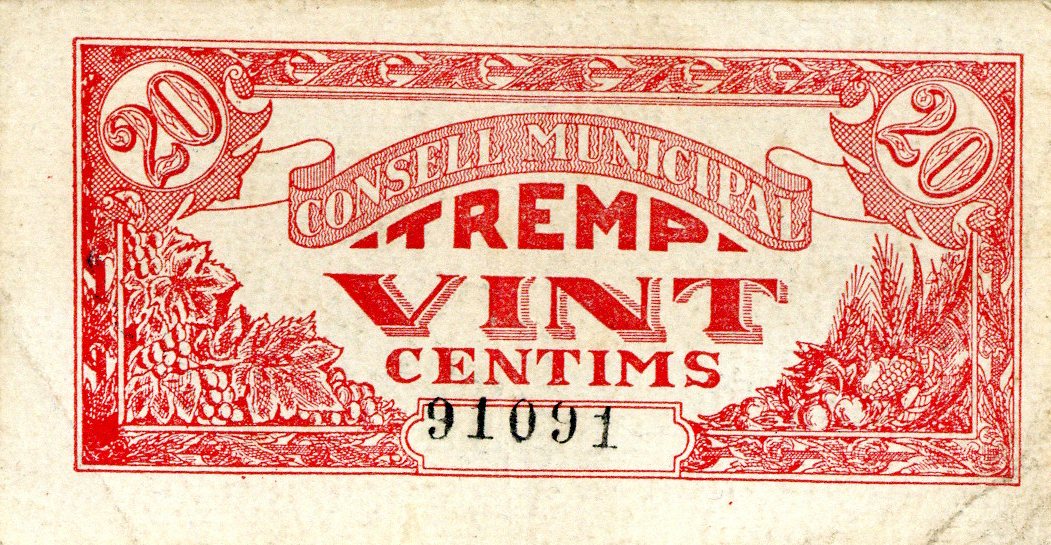 20 20
CONSELL MUNICIPAL
TREMP
VINT
CENTIMS
91091